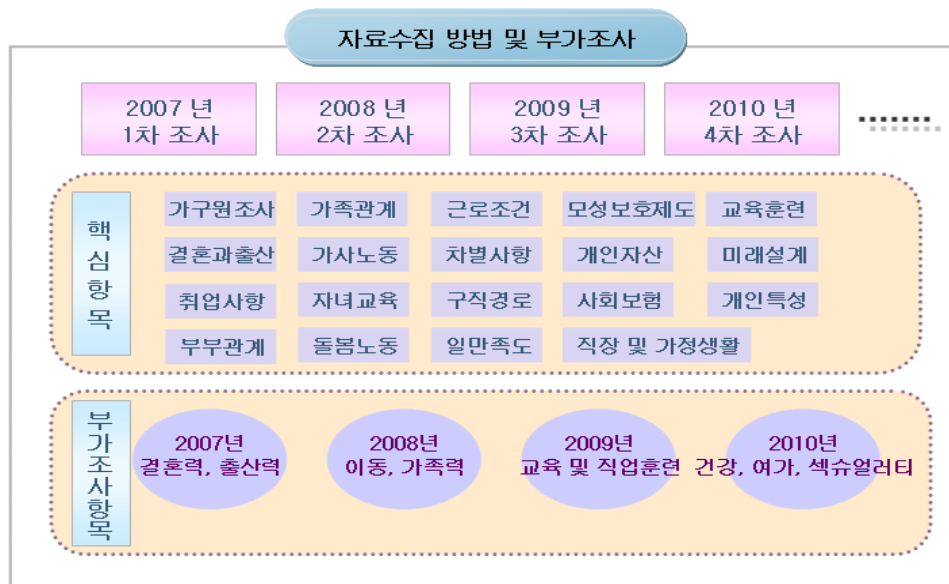 자료수집 방법 및 부가조사
2007 년
1차 조사
2008 년
2차 조사
2009 년
3차 조사
2010 년
4차 조사
핵심항목
가구원조사 가족관계 근로조건 모성보호제도 교육훈련
결혼과출산 가사노동 차별사항 개인자산 미래설계
취업사항 자녀교육 구직경로 사회보험 개인특성
부부관계 돌봄노동 일만족도 직장 및 가정생활
부가조사항목
2007년
결혼력, 출산력
2008년
이동, 가족력
2009년
교육 및 직업훈련
2010년
건강, 여가, 섹슈얼러티